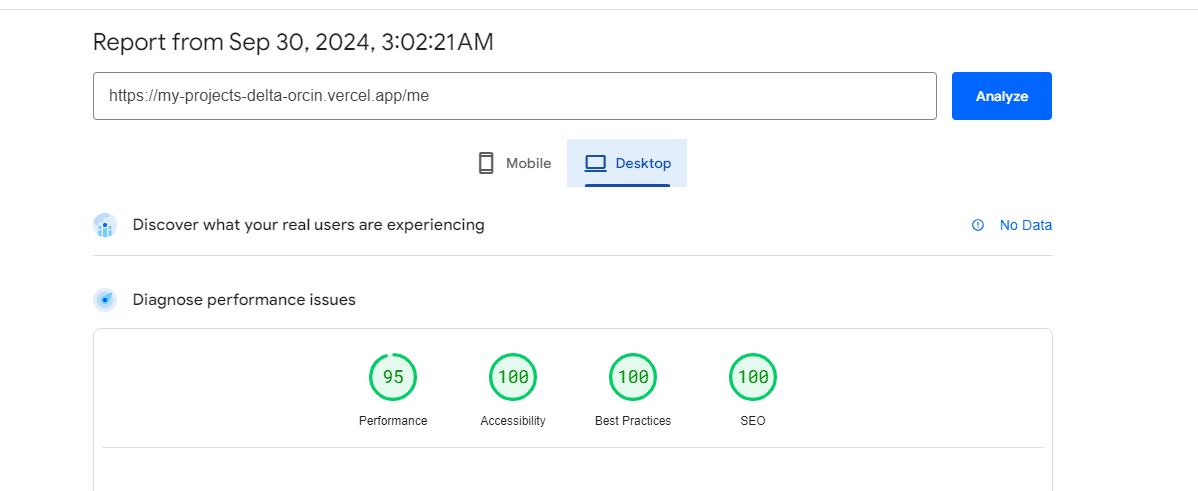 Report from Sep 30, 2024, 3:02:21 AM
https://my-projects-delta-orcin.vercel.app/me
Analyze
Mobile
Desktop
Discover what your real users are experiencing
No Data
Diagnose performance issues
95
100
100
100
Performance
Accessibility
Best Practices
SEO